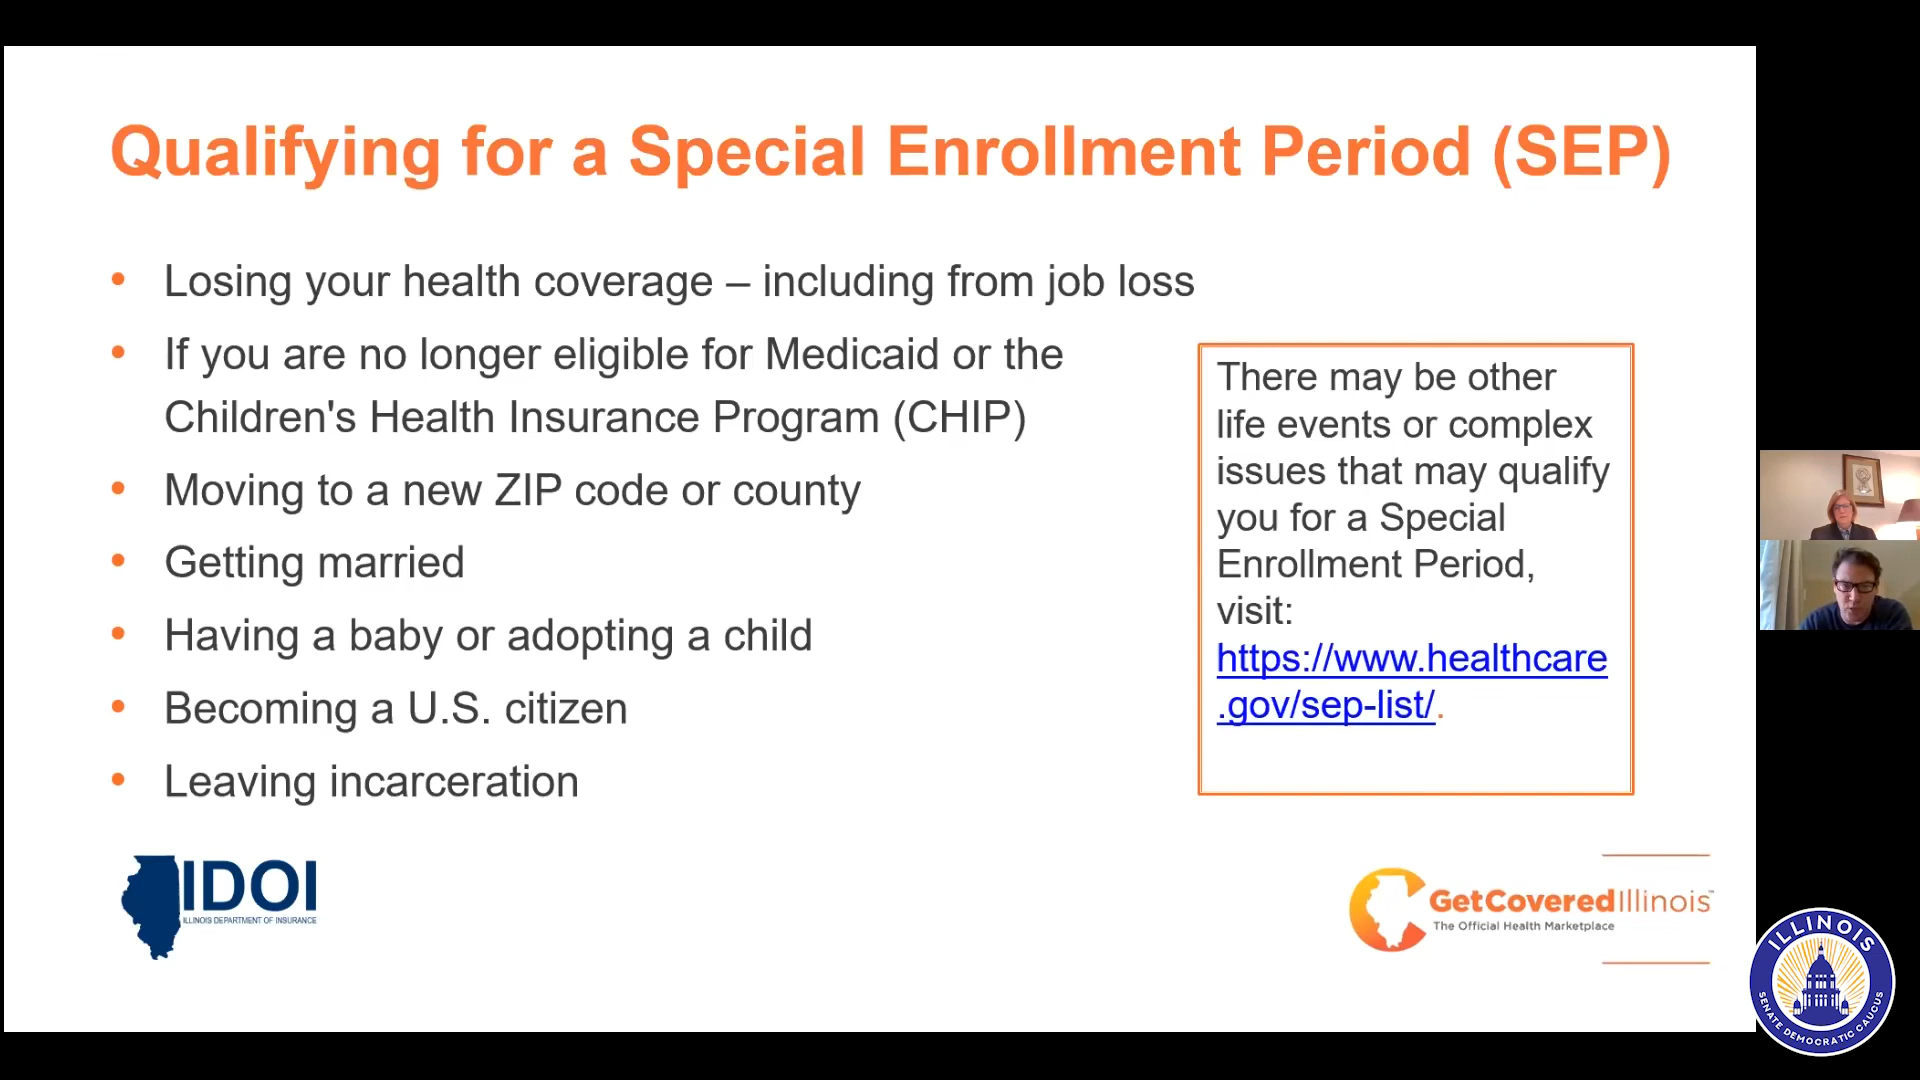 Qualifying for a Special Enrollment Period (SEP)
• Losing your health coverage – including from job loss
• If you are no longer eligible for Medicaid or the
Children's Health Insurance Program (CHIP)
• Moving to a new ZIP code or county
• Getting married
• Having a baby or adopting a child
• Becoming a U.S. citizen
• Leaving incarceration
There may be other
life events or complex
issues that may qualify
you for a Special
Enrollment Period,
visit:
https://www.healthcare
.gov/sep-list/.
IDOI
ILLINOIS DEPARTMENT OF INSURANCE
GetCoveredIllinois™
The Official Health Marketplace
ILLINOIS
SENATE DEMOCRATIC CAUCUS